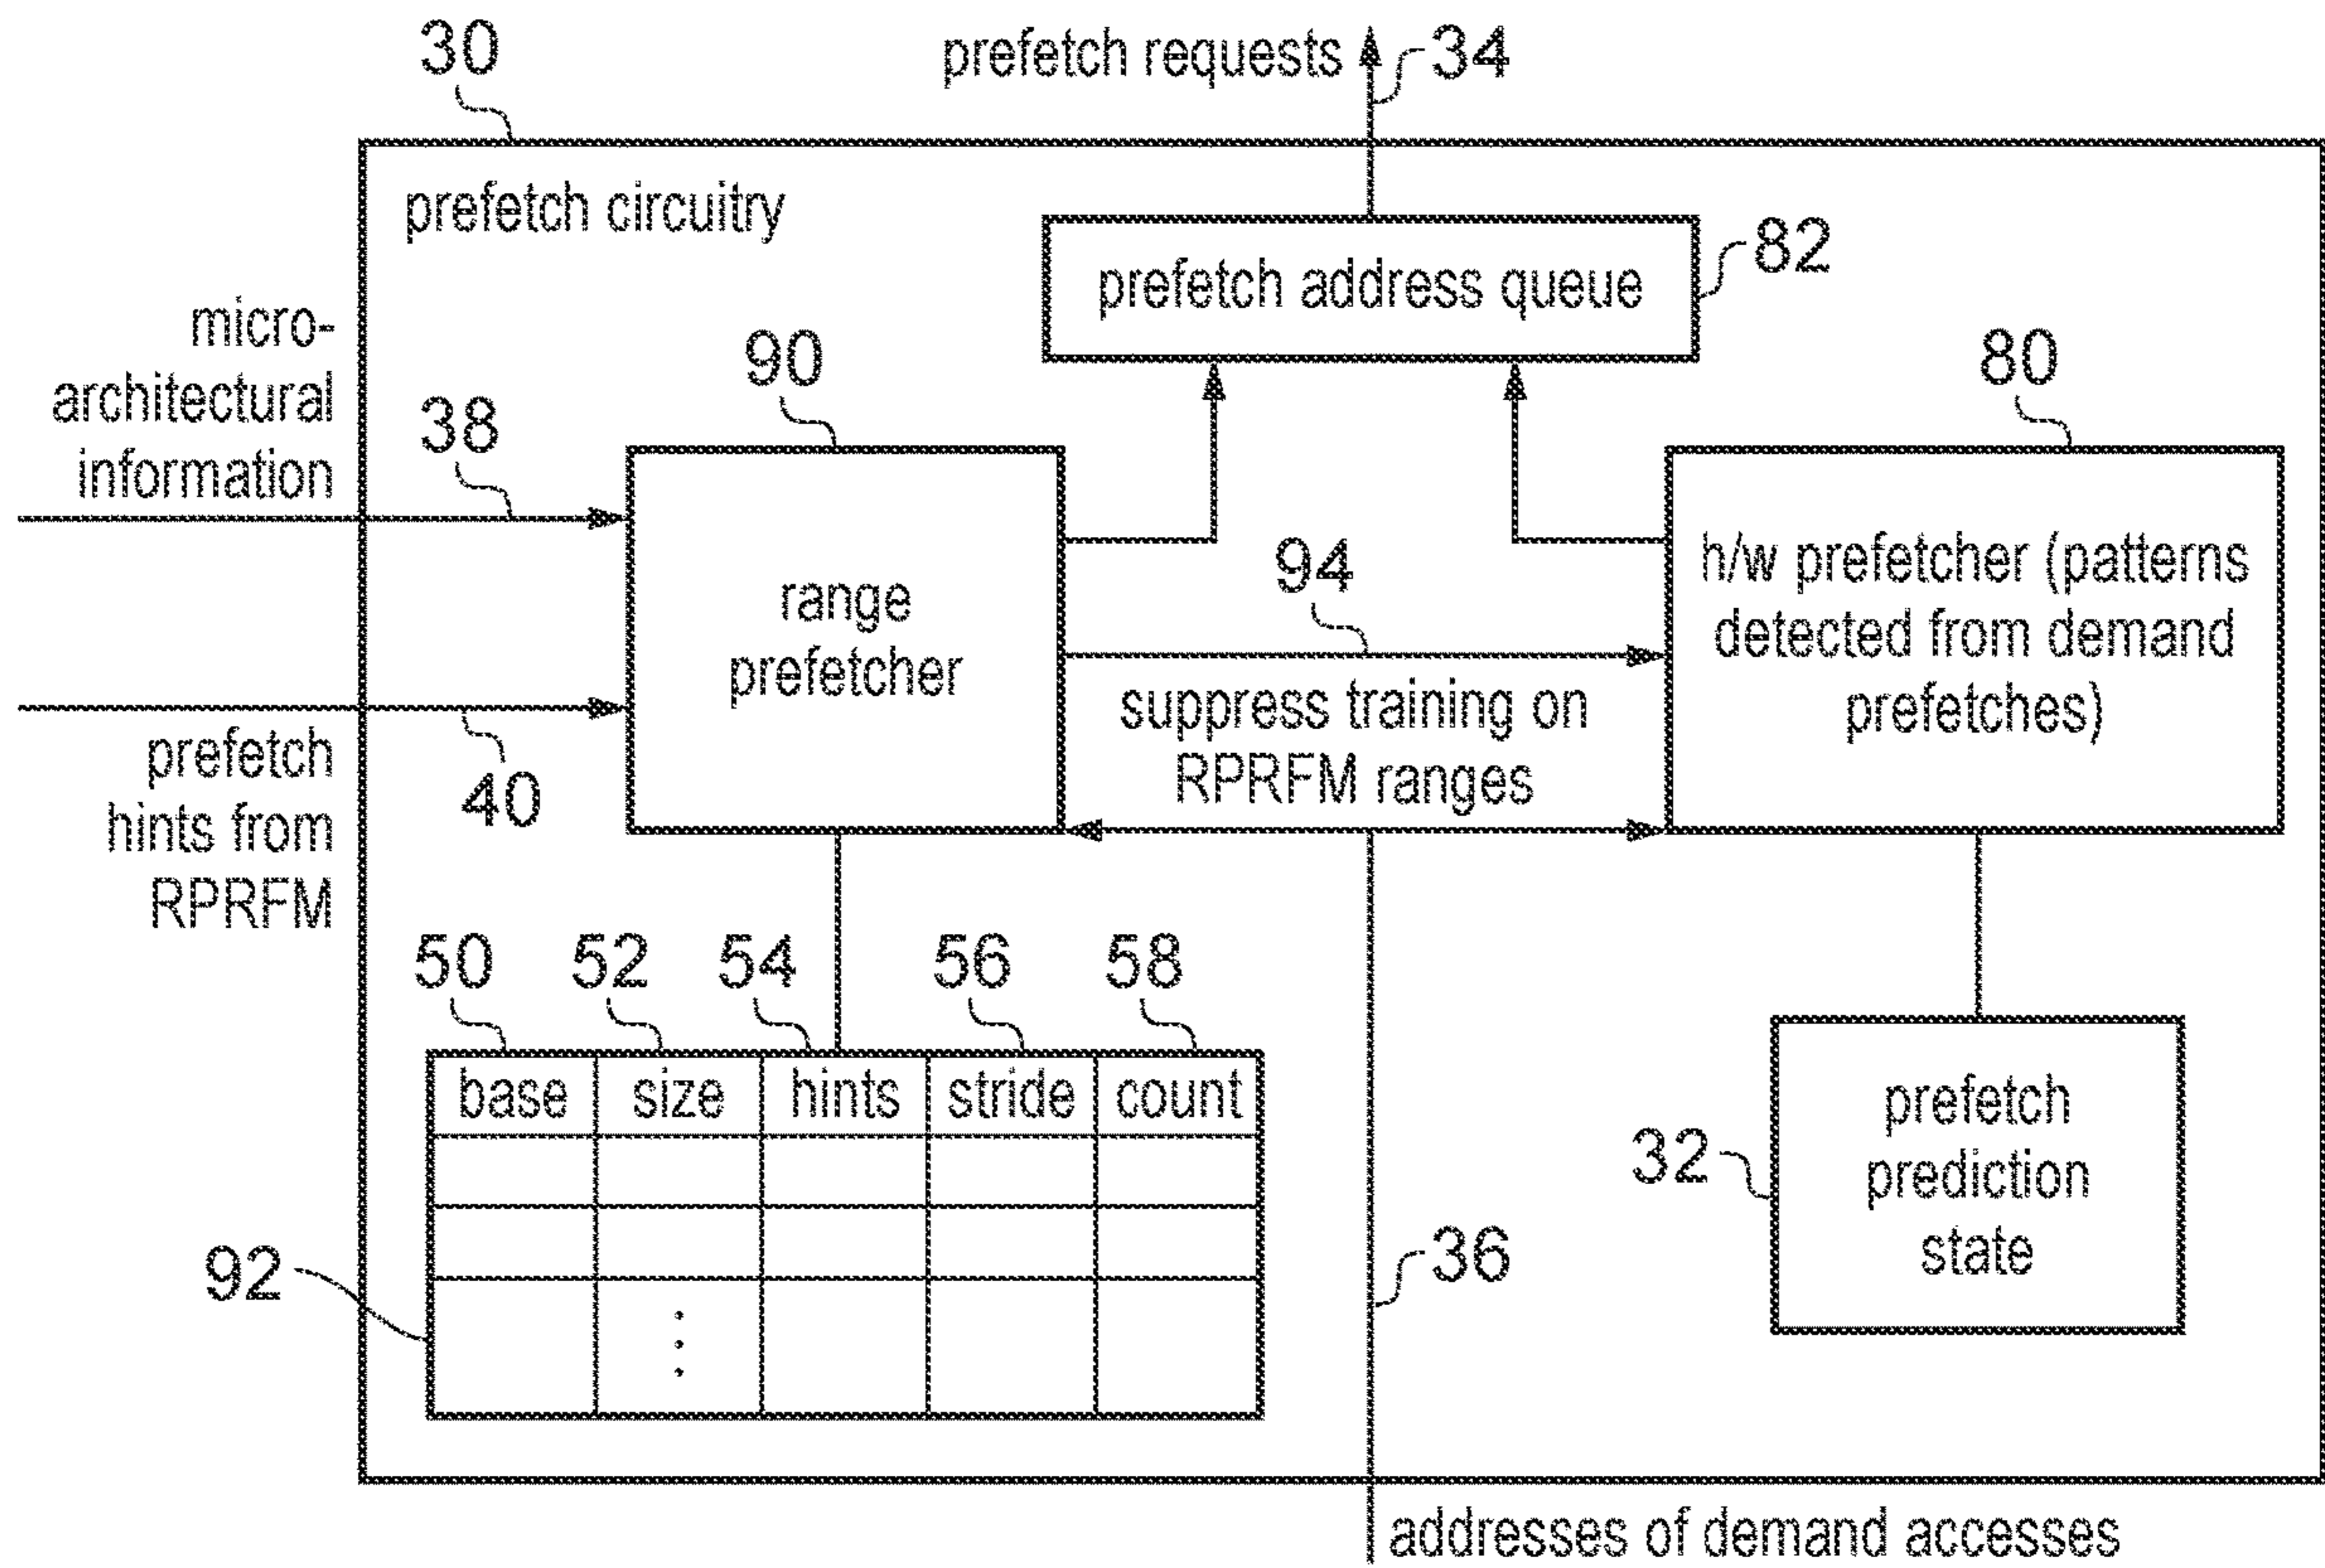 30
prefetch requests
34
prefetch circuitry
prefetch address queue
82
micro-
architectural
information
38
90
80
range
prefetcher
94
h/w prefetcher (patterns
detected from demand
prefetches)
suppress training on
RPRFM ranges
40
prefetch
hints from
RPRFM
50 52 54 56 58
base size hints stride count
92
32
prefetch
prediction
state
36
addresses of demand accesses